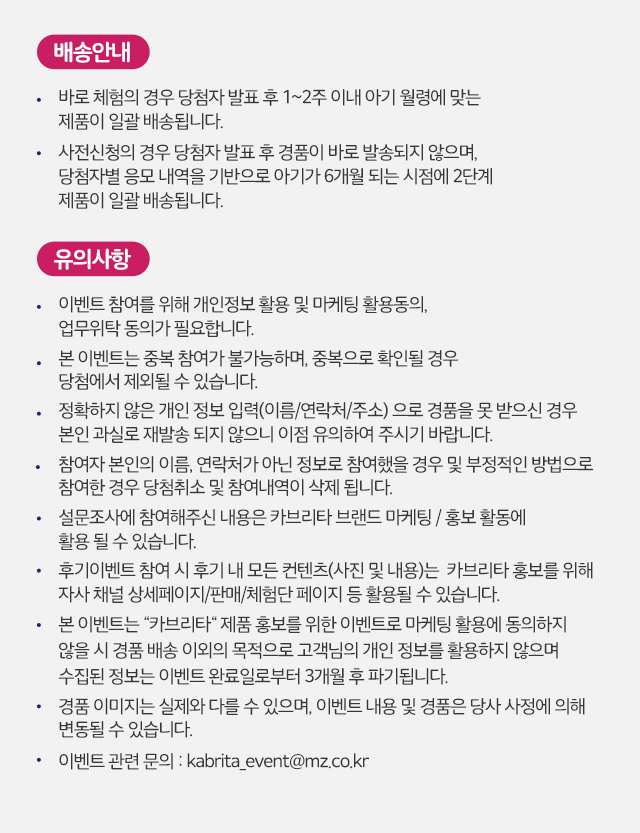 배송안내
• 바로 체험의 경우 당첨자 발표 후 1~2주 이내 아기 월령에 맞는
제품이 일괄 배송됩니다.
• 사전신청의 경우 당첨자 발표 후 경품이 바로 발송되지 않으며,
당첨자별 응모 내역을 기반으로 아기가 6개월 되는 시점에 2단계
제품이 일괄 배송됩니다.
유의사항
• 이벤트 참여를 위해 개인정보 활용 및 마케팅 활용동의,
업무위탁 동의가 필요합니다.
• 본 이벤트는 중복 참여가 불가능하며, 중복으로 확인될 경우
당첨에서 제외될 수 있습니다.
• 정확하지 않은 개인 정보 입력(이름/연락처/주소) 으로 경품을 못 받으신 경우
본인 과실로 재발송 되지 않으니 이점 유의하여 주시기 바랍니다.
• 참여자 본인의 이름, 연락처가 아닌 정보로 참여했을 경우 및 부정적인 방법으로
참여한 경우 당첨취소 및 참여내역이 삭제 됩니다.
• 설문조사에 참여해주신 내용은 카브리타 브랜드 마케팅 / 홍보 활동에
활용 될 수 있습니다.
• 후기이벤트 참여 시 후기 내 모든 컨텐츠(사진 및 내용)는 카브리타 홍보를 위해
자사 채널 상세페이지/판매/체험단 페이지 등 활용될 수 있습니다.
• 본 이벤트는 “카브리타“ 제품 홍보를 위한 이벤트로 마케팅 활용에 동의하지
않을 시 경품 배송 이외의 목적으로 고객님의 개인 정보를 활용하지 않으며
수집된 정보는 이벤트 완료일로부터 3개월 후 파기됩니다.
• 경품 이미지는 실제와 다를 수 있으며, 이벤트 내용 및 경품은 당사 사정에 의해
변동될 수 있습니다.
• 이벤트 관련 문의 : kabrita_event@mz.co.kr